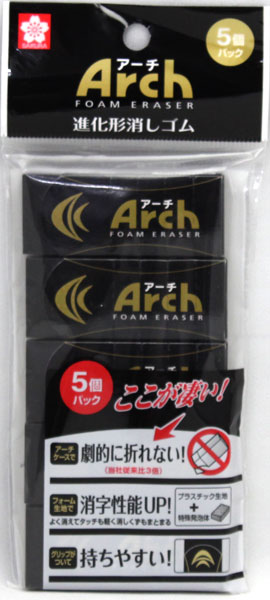 SAKURA
アーチ
Arch
FOAM ERASER
進化形消しゴム
5個
パック
アーチ
Arch
FOAM ERASER
アーチ
Arch
FOAM ERASER
5個
パック
ここが凄い!
アーチ
ケースで
劇的に折れない!
(当社従来比3倍)
フォーム
生地で
消字性能UP!
よく消えてタッチも軽く消しくずもまとまる
プラスチック生地
+
特殊発泡体
グリップが
ついて
持ちやすい!